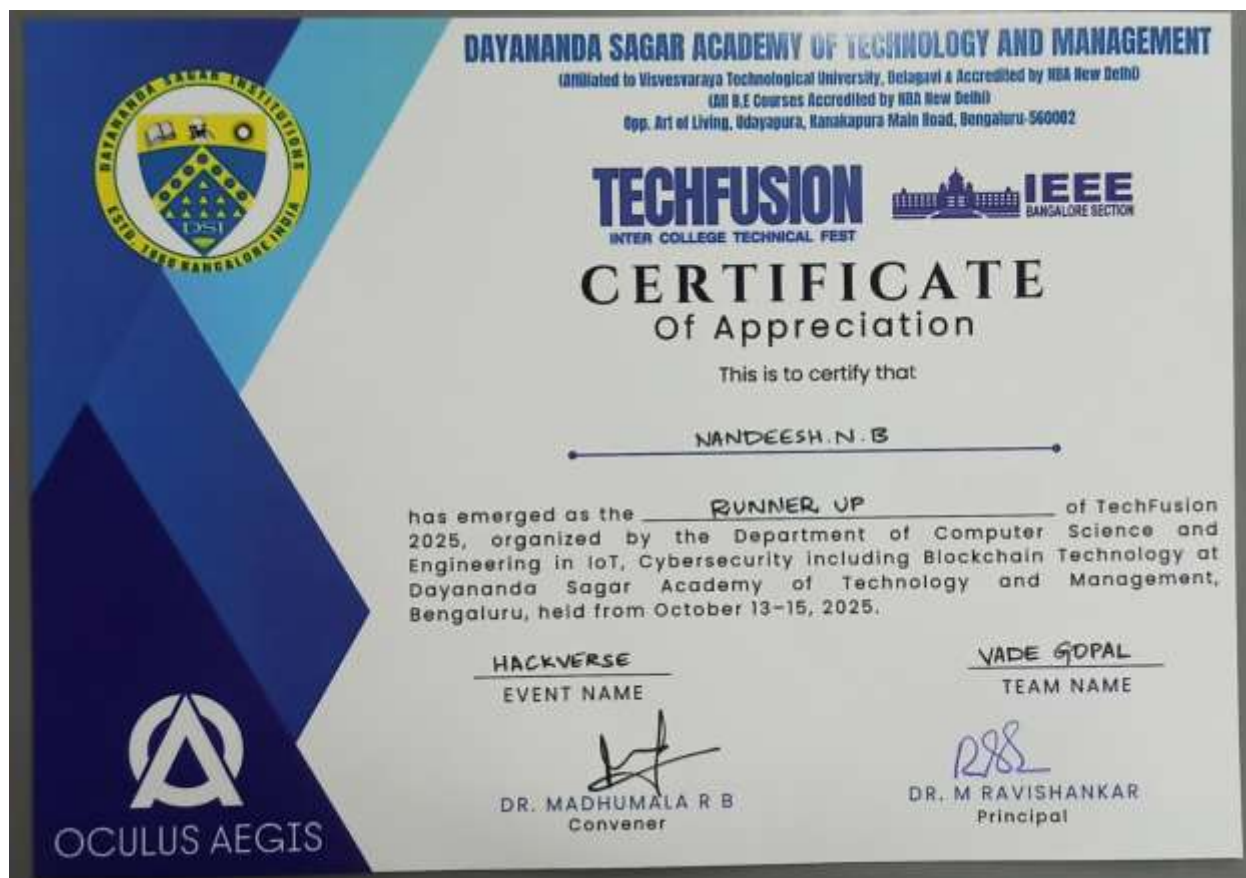 DAYANANDA SAGAR ACADEMY OF TECHNOLOGY AND MANAGEMENT
(Affiliated to Visvesvaraya Technological University, Belagavi & Accredited by NBA New Delhi)
(All B.E Courses Accredited by NBA New Delhi)
Opp. Art of Living, Udayapura, Kanakapura Main Road, Bengaluru-560082
DAYANANDA SAGAR INSTITUTIONS
DSI
ESTD. 1960 BANGALORE INDIA
TECHFUSION
INTER COLLEGE TECHNICAL FEST
IEEE
BANGALORE SECTION
CERTIFICATE
Of Appreciation
This is to certify that
NANDEESH.N.B
has emerged as the RUNNER UP of TechFusion
2025, organized by the Department of Computer Science and
Engineering in IoT, Cybersecurity including Blockchain Technology at
Dayananda Sagar Academy of Technology and Management,
Bengaluru, held from October 13-15, 2025.
HACKVERSE
EVENT NAME
VADE GOPAL
TEAM NAME
DR. MADHUMALA R B
Convener
DR. M RAVISHANKAR
Principal
OCULUS AEGIS